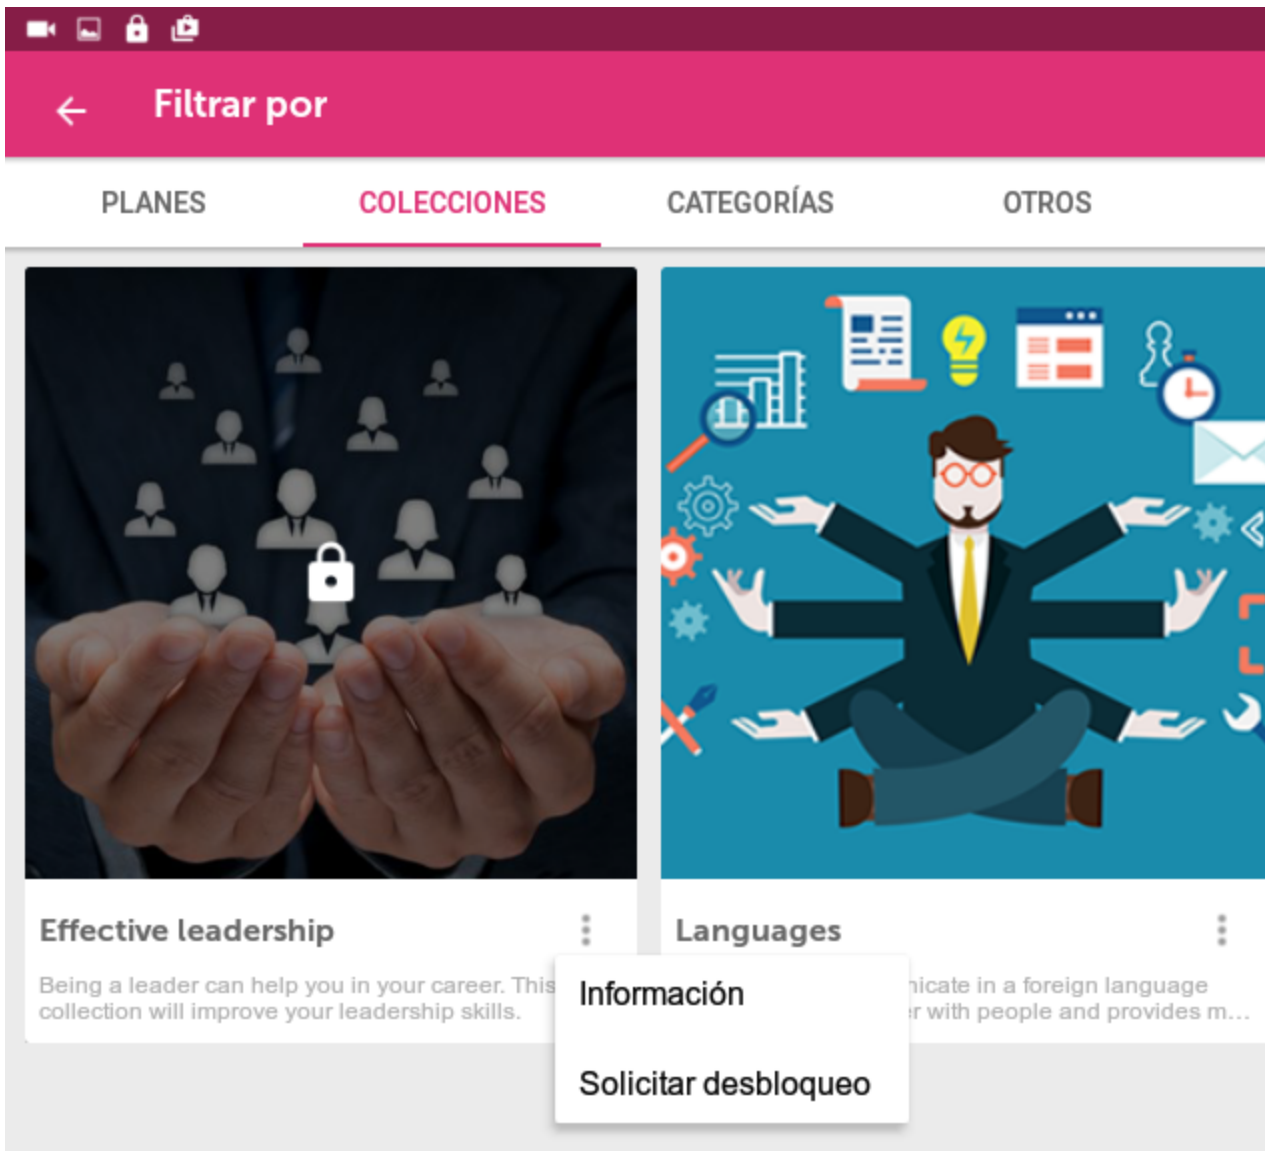 Filtrar por
PLANES
COLECCIONES
CATEGORÍAS
OTROS
Effective leadership
Being a leader can help you in your career. This
collection will improve your leadership skills.
Languages
in a foreign language
with people and provides m...
Información
Solicitar desbloqueo